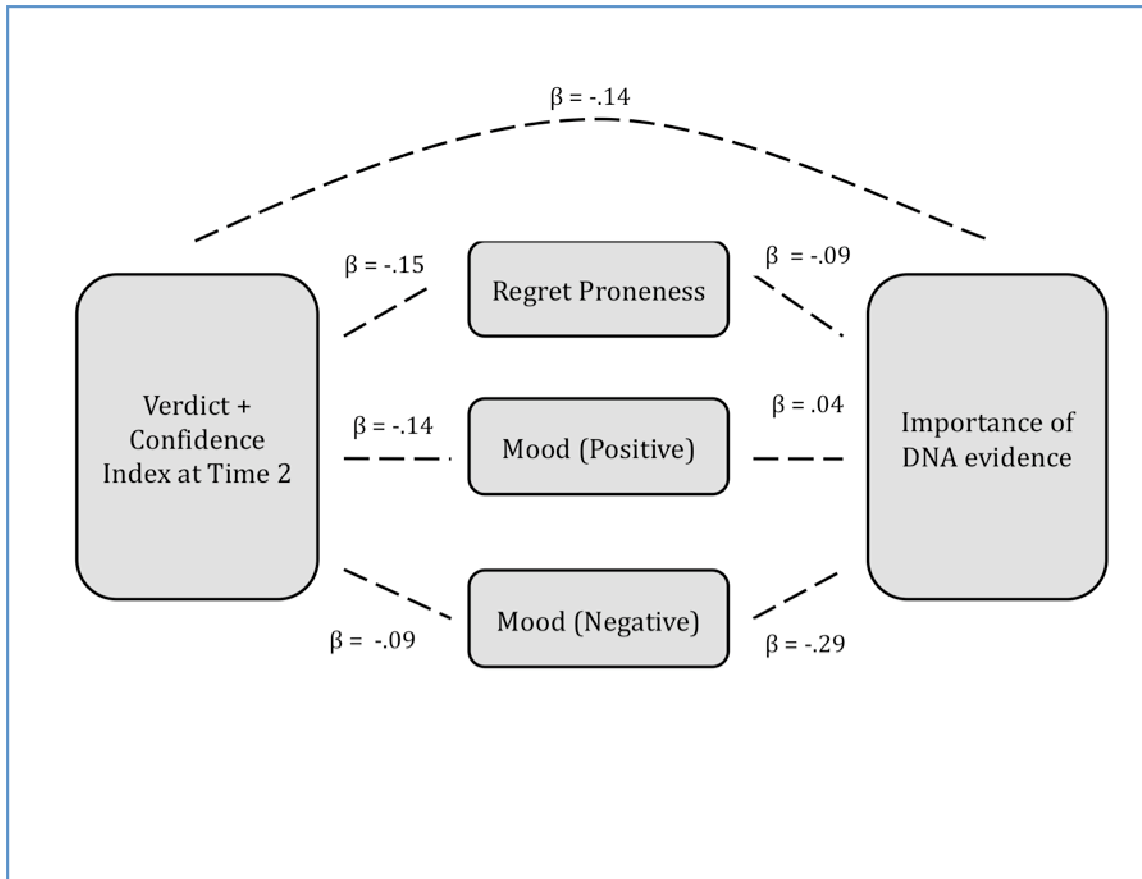 β = -.14
β = -.15
Regret Proneness
β = -.09
Verdict +
Confidence
Index at Time 2
β = -.14
Mood (Positive)
β = .04
Importance of
DNA evidence
β = -.09
Mood (Negative)
β = -.29